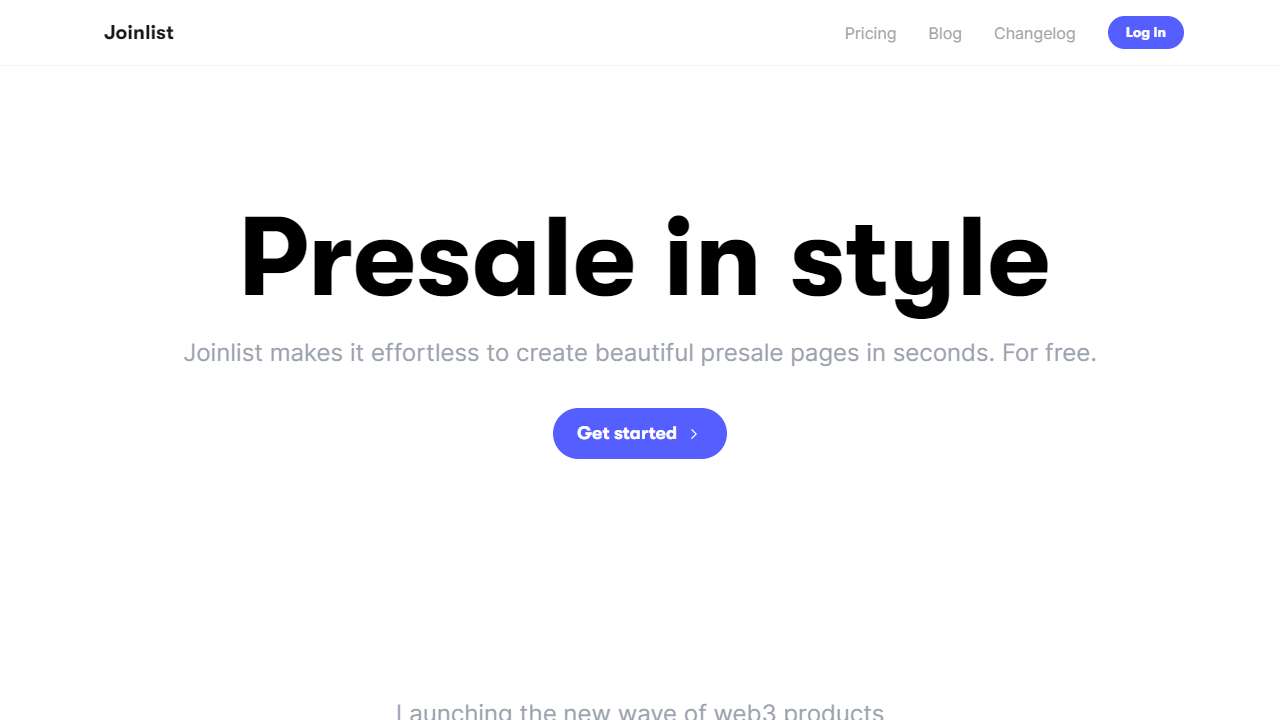 Joinlist
Pricing
Blog
Changelog
Log In
Presale in style
Joinlist makes it effortless to create beautiful presale pages in seconds. For free.
Get started
Launching the new wave of web3 products